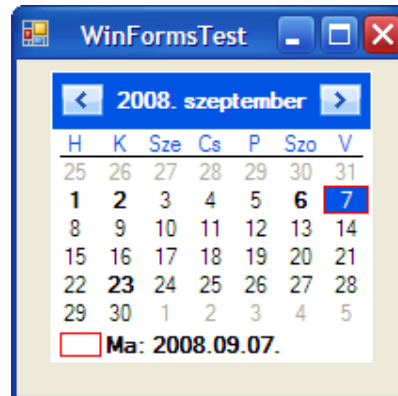 WinFormsTest
2008. szeptember
H K Sze Cs P Szo V
25 26 27 28 29 30 31
1 2 3 4 5 6 7
8 9 10 11 12 13 14
15 16 17 18 19 20 21
22 23 24 25 26 27 28
29 30 1 2 3 4 5
Ma: 2008.09.07.